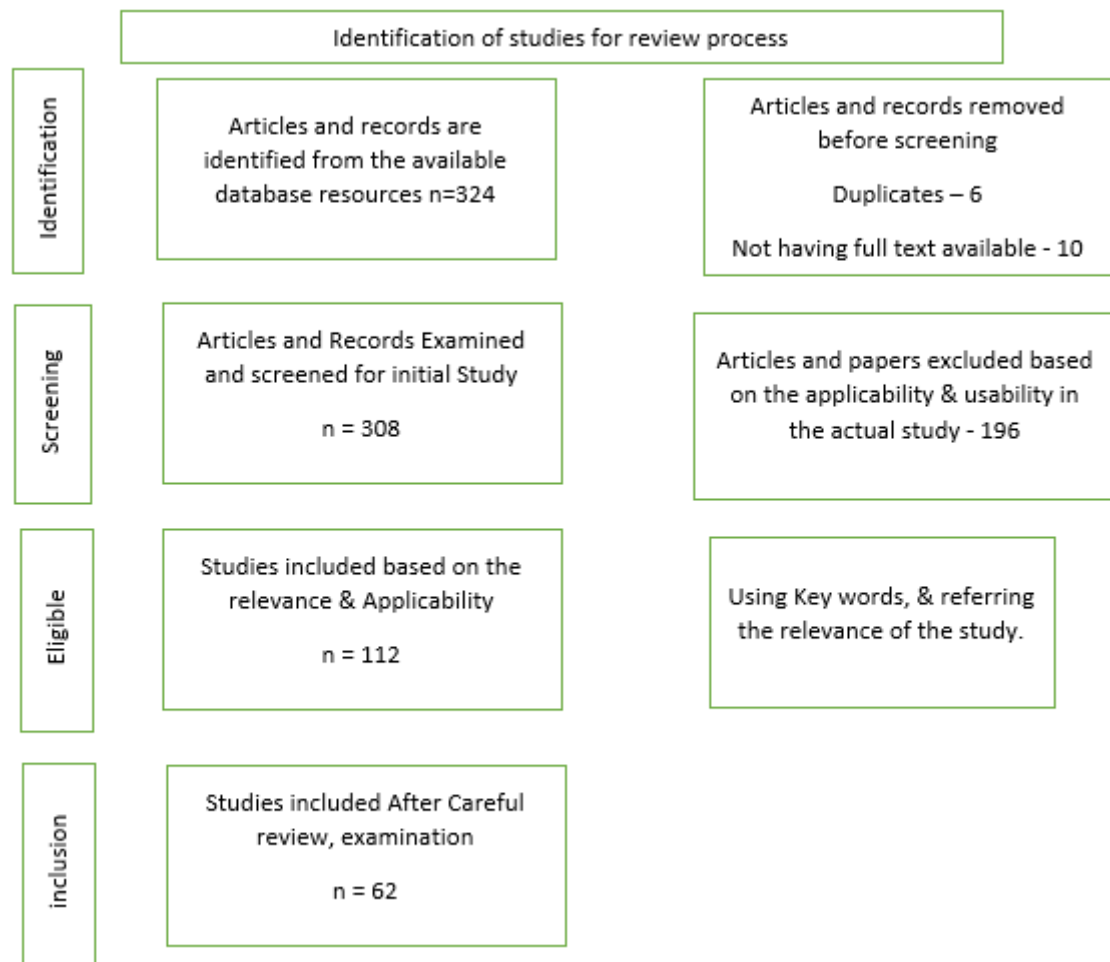 Identification of studies for review process
Identification
Articles and records are
identified from the available
database resources n=324
Articles and records removed
before screening
Duplicates – 6
Not having full text available - 10
Screening
Articles and Records Examined
and screened for initial Study
n = 308
Articles and papers excluded based
on the applicability & usability in
the actual study - 196
Eligible
Studies included based on the
relevance & Applicability
n = 112
Using Key words, & referring
the relevance of the study.
inclusion
Studies included After Careful
review, examination
n = 62